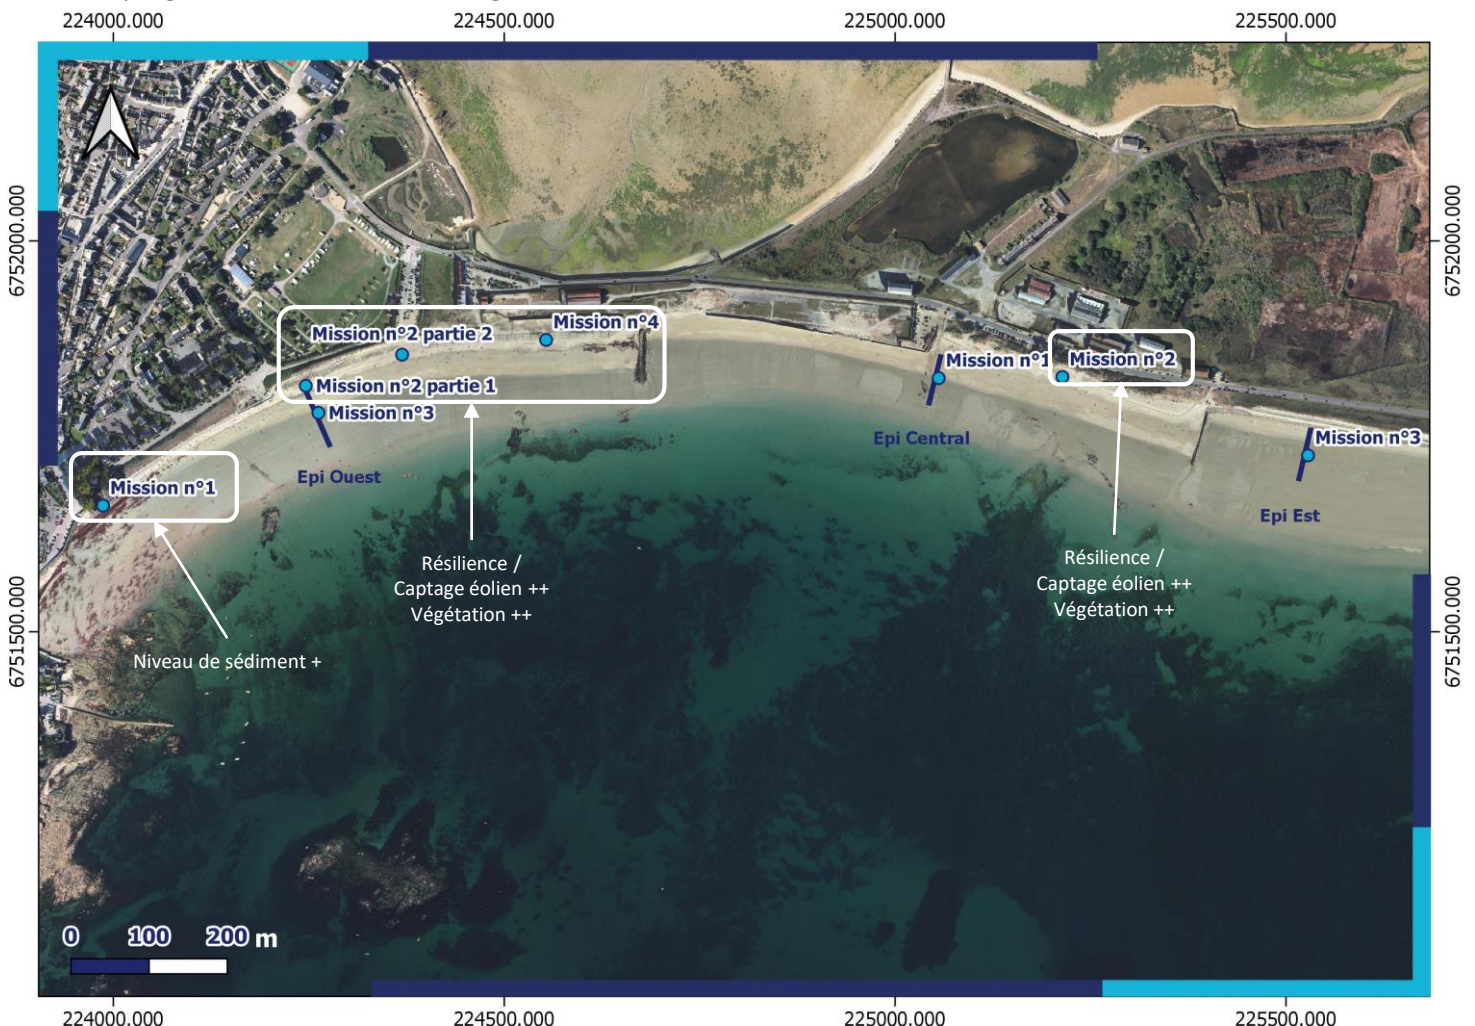 224000.000
224500.000
225000.000
225500.000
6752000.000
6752000.000
Mission n°2 partie 2
Mission n°4
Mission n°2 partie 1
Mission n°3
Mission n°1
Mission n°2
Mission n°3
Epi Central
Epi Ouest
Mission n°1
Epi Est
Résilience /
Captage éolien ++
Végétation ++
Résilience /
Captage éolien ++
Végétation ++
6751500.000
6751500.000
Niveau de sédiment +
0 100 200 m
224000.000
224500.000
225000.000
225500.000